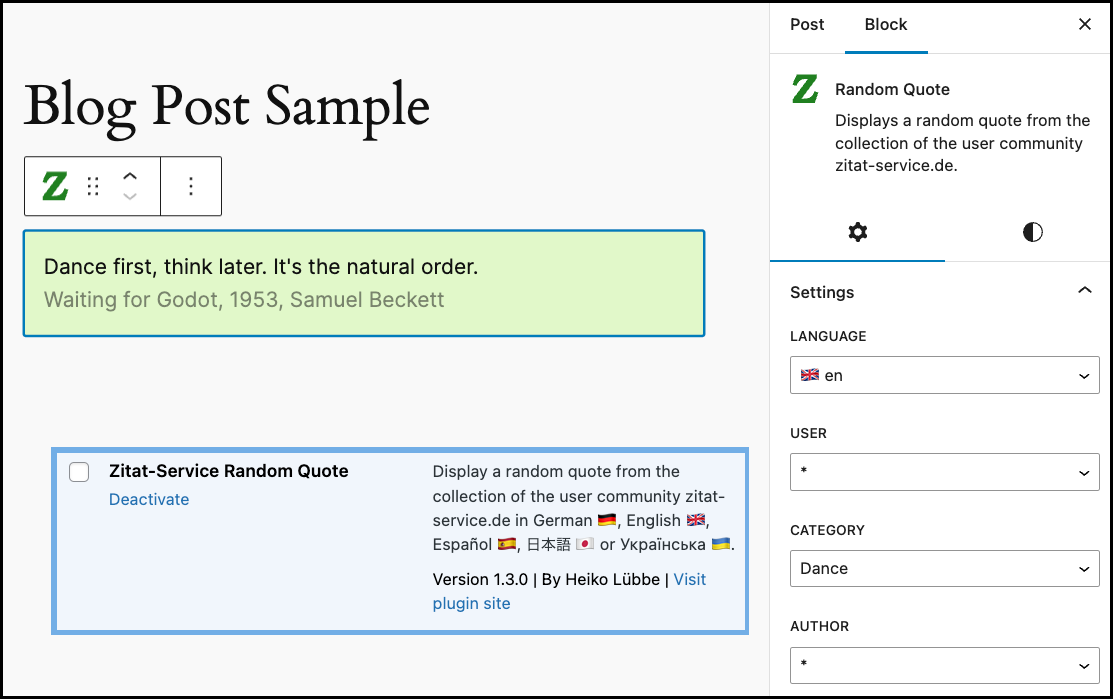 Blog Post Sample
Z
Dance first, think later. It's the natural order.
Waiting for Godot, 1953, Samuel Beckett
Zitat-Service Random Quote
Deactivate
Display a random quote from the
collection of the user community zitat-
service.de in German 🇩🇪, English 🇬🇧,
Español 🇪🇸, 日本語 🇯🇵 or Українська 🇺🇦.
Version 1.3.0 | By Heiko Lübbe | Visit
plugin site
Post Block
Z
Random Quote
Displays a random quote from the
collection of the user community
zitat-service.de.
Settings
LANGUAGE
🇬🇧 en
USER
*
CATEGORY
Dance
AUTHOR
*